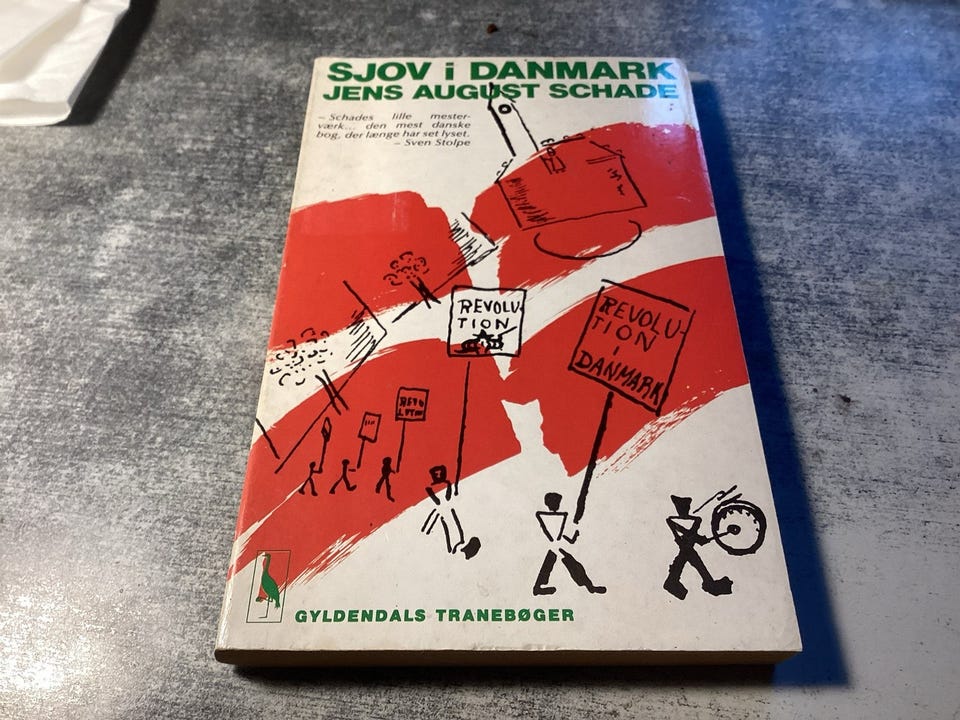 SJOV i DANMARK
JENS AUGUST SCHADE
– Schades lille mester-
værk... den mest danske
bog, der længe har set lyset.
– Sven Stolpe
REVOLU-
TION
REVOLU-
TION
i
DANMARK
REVO
GYLDENDALS TRANEBØGER